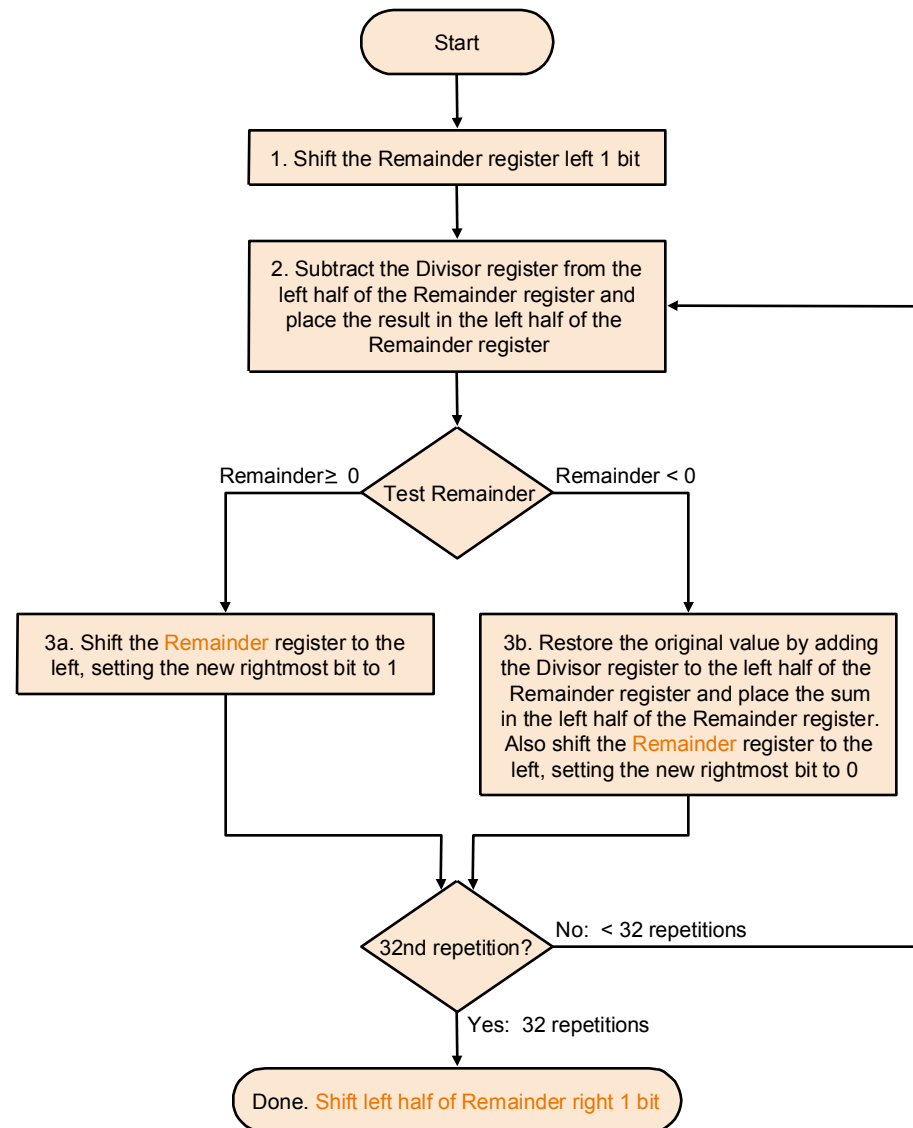 Start
1. Shift the Remainder register left 1 bit
2. Subtract the Divisor register from the
left half of the Remainder register and
place the result in the left half of the
Remainder register
Remainder≥ 0
Remainder < 0
Test Remainder
3a. Shift the Remainder register to the
left, setting the new rightmost bit to 1
3b. Restore the original value by adding
the Divisor register to the left half of the
Remainder register and place the sum
in the left half of the Remainder register.
Also shift the Remainder register to the
left, setting the new rightmost bit to 0
32nd repetition?
No: < 32 repetitions
Yes: 32 repetitions
Done. Shift left half of Remainder right 1 bit